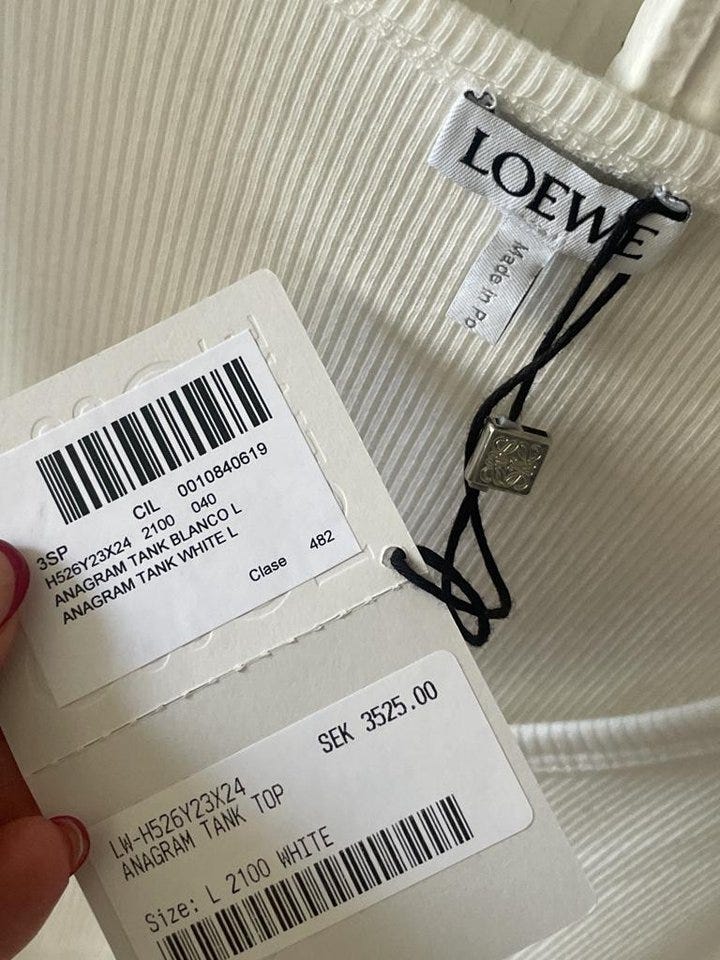 LOEWE
Made in Po
CIL 0010840619
3SP
H526Y23X24 2100 040
ANAGRAM TANK BLANCO L
ANAGRAM TANK WHITE L
Clase 482
SEK 3525.00
LW-H526Y23X24
ANAGRAM TANK TOP
Size: L 2100 WHITE